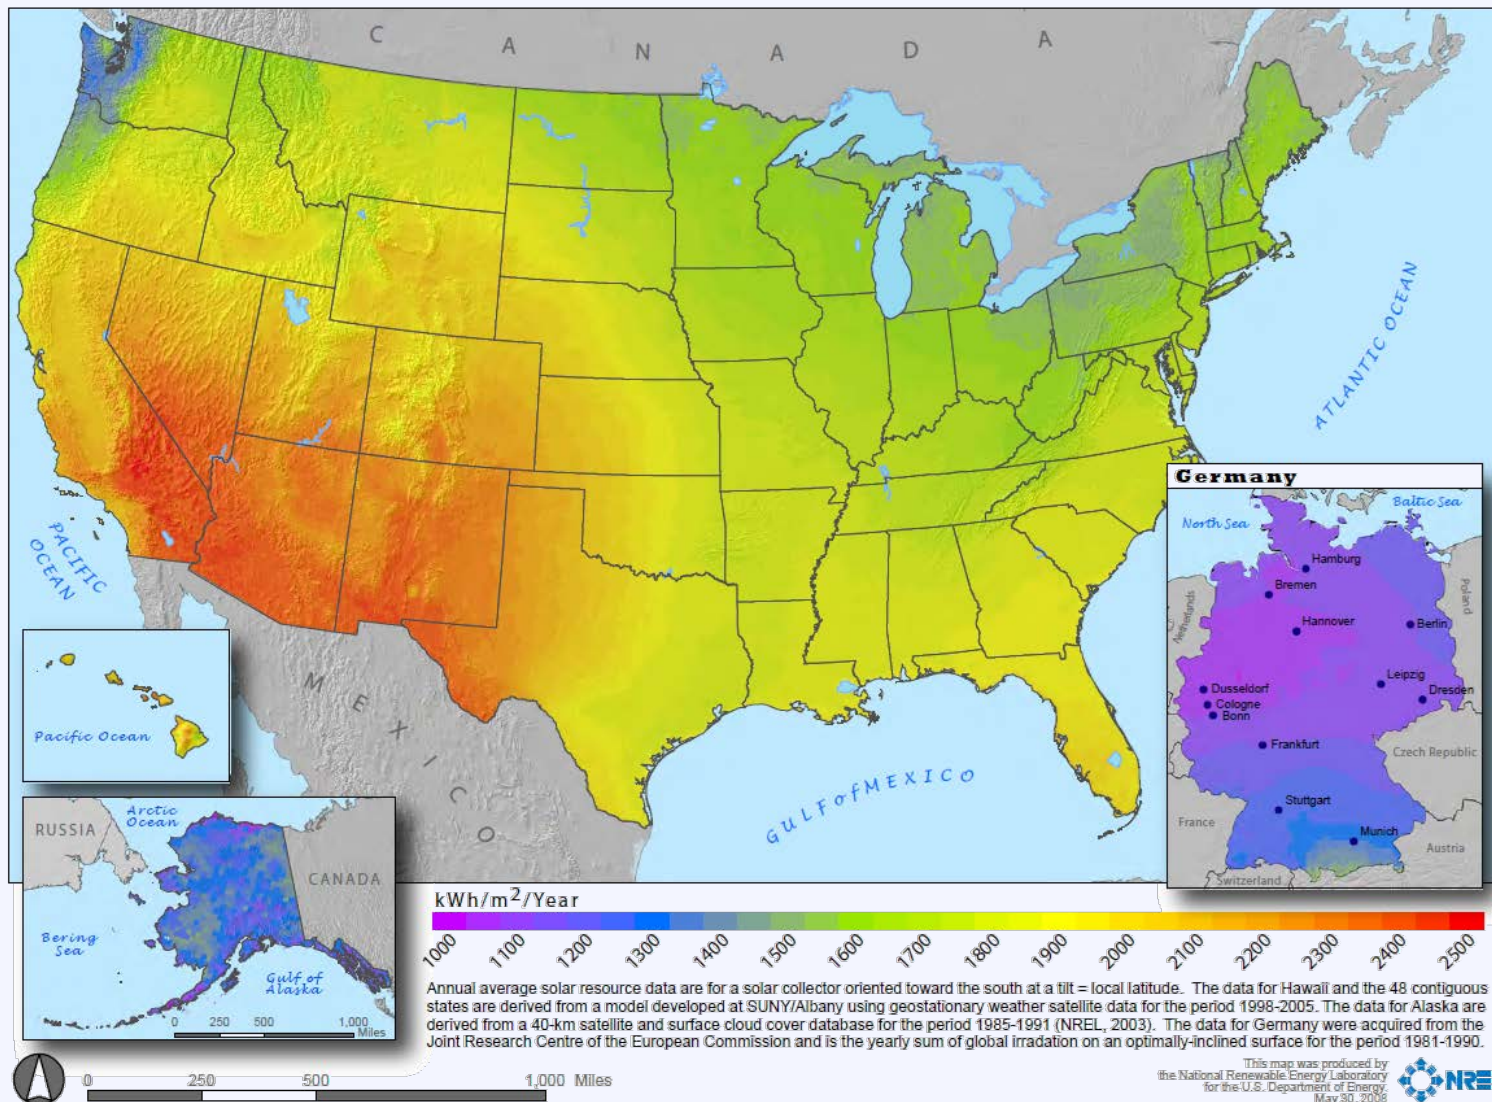 C A N A D A
ATLANTIC OCEAN
PACIFIC
OCEAN
MEXICO
GULF of MEXICO
Pacific Ocean
RUSSIA
Arctic
Ocean
CANADA
Bering
Sea
Gulf of
Alaska
0 250 500 1,000
Miles
Germany
North Sea
Baltic Sea
Hamburg
Bremen
Netherlands
Poland
Hannover
Berlin
Leipzig
Dusseldorf
Dresden
Cologne
Bonn
Frankfurt
Czech Republic
Stuttgart
France
Munich
Austria
Switzerland
kWh/m²/Year
1000 1100 1200 1300 1400 1500 1600 1700 1800 1900 2000 2100 2200 2300 2400 2500
Annual average solar resource data are for a solar collector oriented toward the south at a tilt = local latitude. The data for Hawaii and the 48 contiguous
states are derived from a model developed at SUNY/Albany using geostationary weather satellite data for the period 1998-2005. The data for Alaska are
derived from a 40-km satellite and surface cloud cover database for the period 1985-1991 (NREL, 2003). The data for Germany were acquired from the
Joint Research Centre of the European Commission and is the yearly sum of global irradation on an optimally-inclined surface for the period 1981-1990.
0 250 500 1,000 Miles
This map was produced by
the National Renewable Energy Laboratory
for the U.S. Department of Energy.
May 30, 2008
NRE